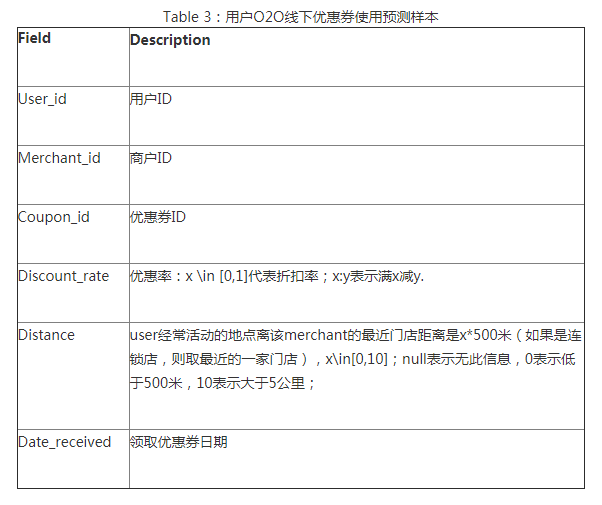 Table 3：用户O2O线下优惠券使用预测样本
Field Description
User_id 用户ID
Merchant_id 商户ID
Coupon_id 优惠券ID
Discount_rate 优惠率：x \in [0,1]代表折扣率；x:y表示满x减y.
Distance user经常活动的地点离该merchant的最近门店距离是x*500米（如果是连
锁店，则取最近的一家门店），x\in[0,10]；null表示无此信息，0表示低
于500米，10表示大于5公里；
Date_received 领取优惠券日期